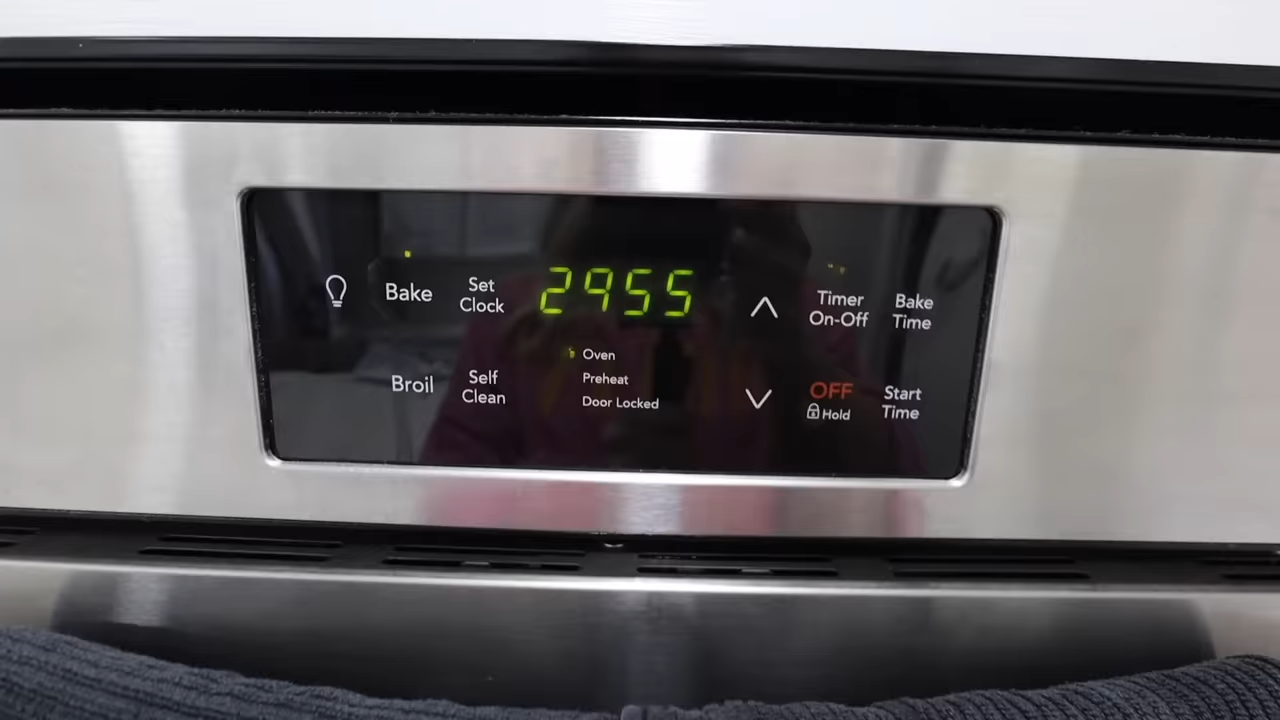 Bake
Set
Clock
2955
Timer
On-Off
Bake
Time
Oven
Preheat
Door Locked
Broil
Self
Clean
OFF
Hold
Start
Time